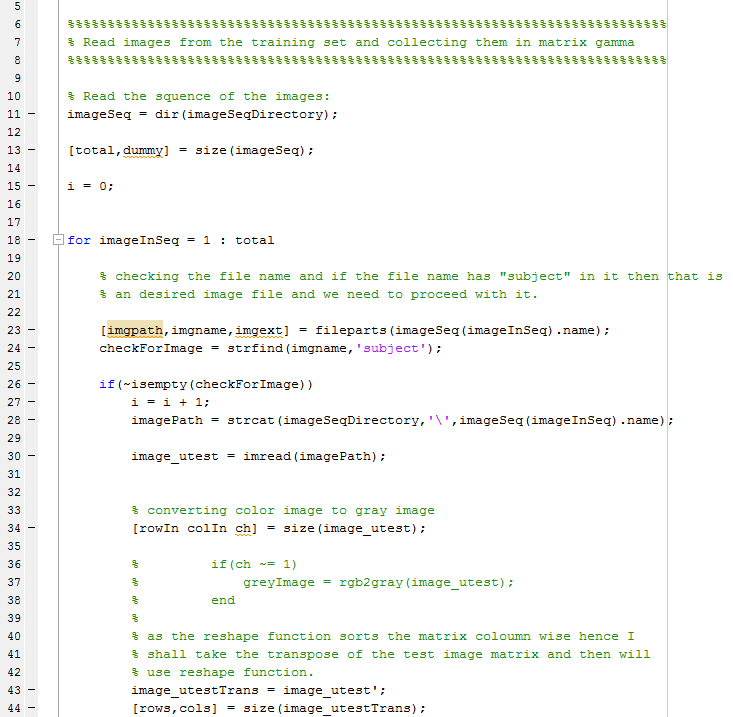 5
6 %%%%%%%%%%%%%%%%%%%%%%%%%%%%%%%%%%%%%%%%%%%%%%%%%%%%%%%%%%%%%%%%%%%%%%%%%%%%%
7 % Read images from the training set and collecting them in matrix gamma
8 %%%%%%%%%%%%%%%%%%%%%%%%%%%%%%%%%%%%%%%%%%%%%%%%%%%%%%%%%%%%%%%%%%%%%%%%%%%%%
9
10 % Read the squence of the images:
11 – imageSeq = dir(imageSeqDirectory);
12
13 – [total,dummy] = size(imageSeq);
14
15 – i = 0;
16
17
18 – for imageInSeq = 1 : total
19
20 % checking the file name and if the file name has "subject" in it then that is
21 % an desired image file and we need to proceed with it.
22
23 – [imgpath,imgname,imgext] = fileparts(imageSeq(imageInSeq).name);
24 – checkForImage = strfind(imgname,'subject');
25
26 – if(~isempty(checkForImage))
27 – i = i + 1;
28 – imagePath = strcat(imageSeqDirectory,'\',imageSeq(imageInSeq).name);
29
30 – image_utest = imread(imagePath);
31
32
33 % converting color image to gray image
34 – [rowIn colIn ch] = size(image_utest);
35
36 % if(ch ~= 1)
37 % greyImage = rgb2gray(image_utest);
38 % end
39 %
40 % as the reshape function sorts the matrix coloumn wise hence I
41 % shall take the transpose of the test image matrix and then will
42 % use reshape function.
43 – image_utestTrans = image_utest';
44 – [rows,cols] = size(image_utestTrans);